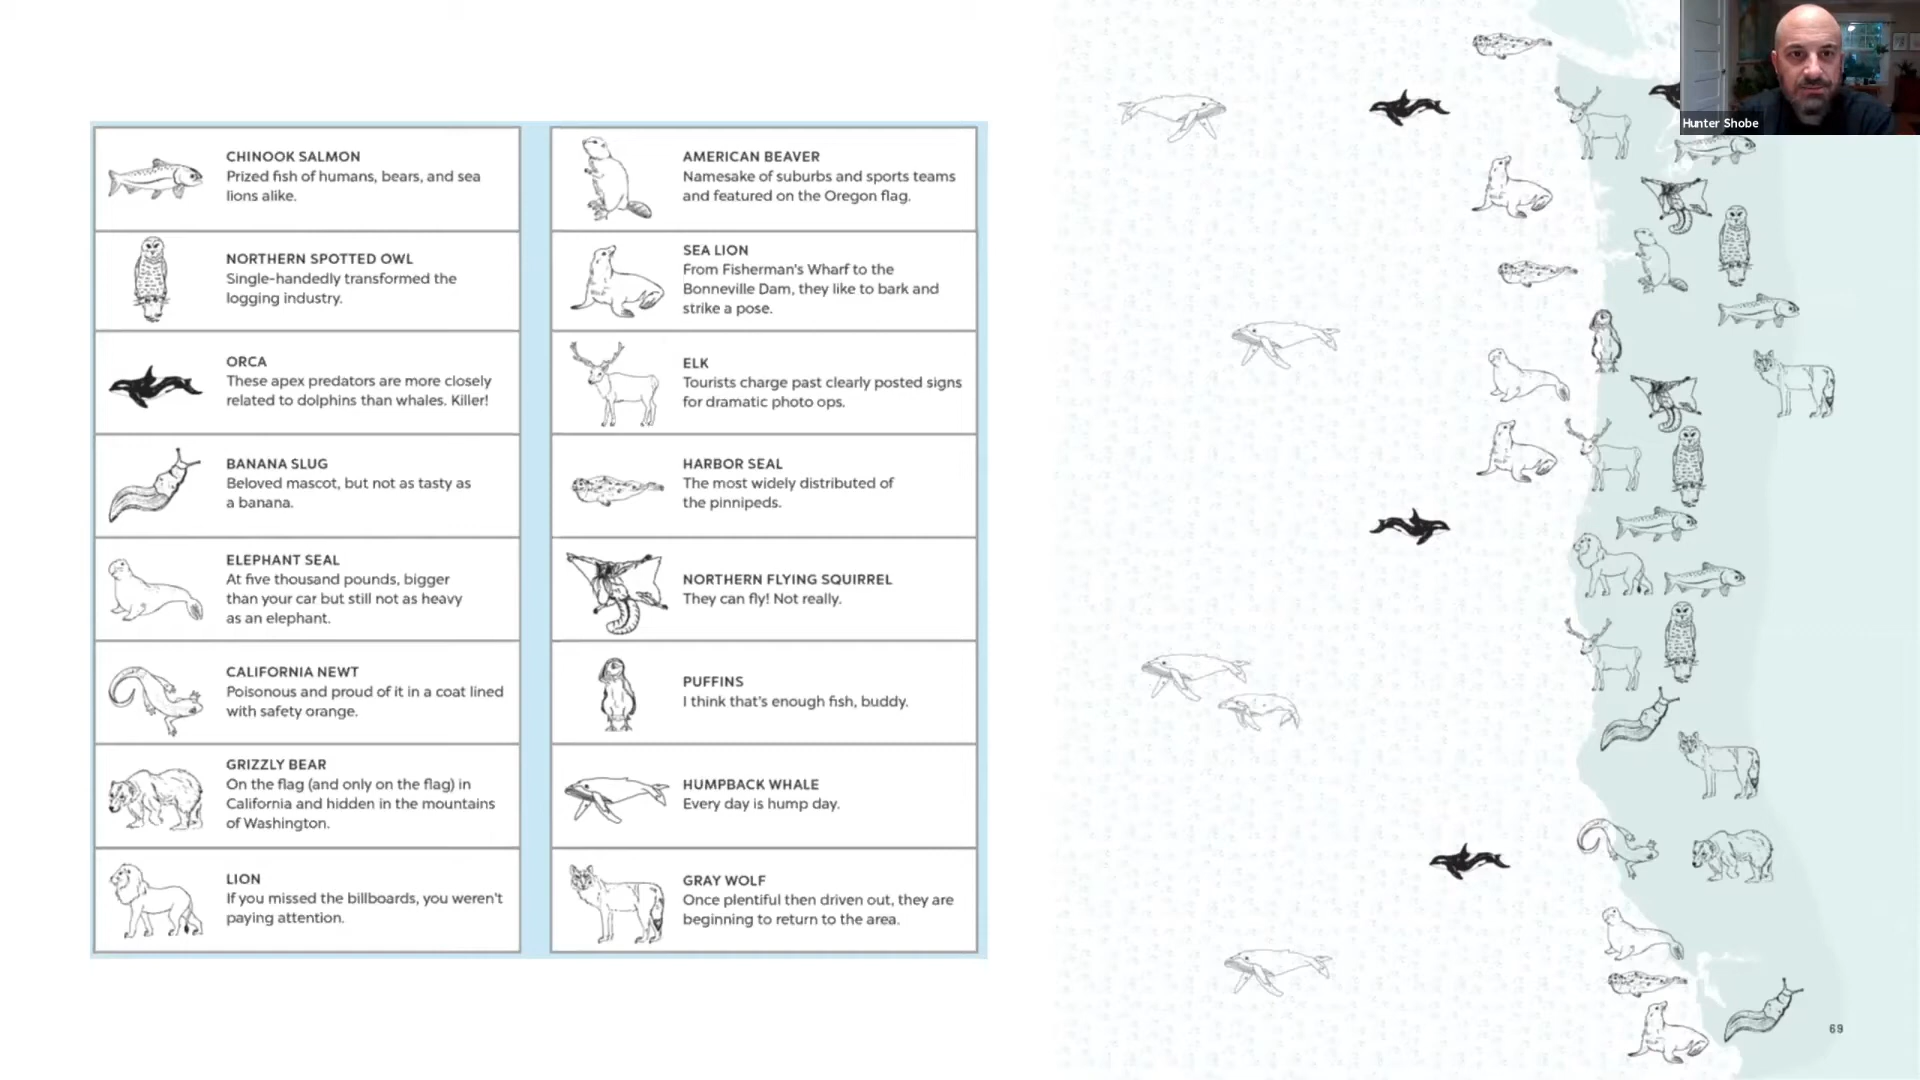 Hunter Shobe
CHINOOK SALMON
Prized fish of humans, bears, and sea
lions alike.
NORTHERN SPOTTED OWL
Single-handedly transformed the
logging industry.
ORCA
These apex predators are more closely
related to dolphins than whales. Killer!
BANANA SLUG
Beloved mascot, but not as tasty as
a banana.
ELEPHANT SEAL
At five thousand pounds, bigger
than your car but still not as heavy
as an elephant.
CALIFORNIA NEWT
Poisonous and proud of it in a coat lined
with safety orange.
GRIZZLY BEAR
On the flag (and only on the flag) in
California and hidden in the mountains
of Washington.
LION
If you missed the billboards, you weren't
paying attention.
AMERICAN BEAVER
Namesake of suburbs and sports teams
and featured on the Oregon flag.
SEA LION
From Fisherman's Wharf to the
Bonneville Dam, they like to bark and
strike a pose.
ELK
Tourists charge past clearly posted signs
for dramatic photo ops.
HARBOR SEAL
The most widely distributed of
the pinnipeds.
NORTHERN FLYING SQUIRREL
They can fly! Not really.
PUFFINS
I think that's enough fish, buddy.
HUMPBACK WHALE
Every day is hump day.
GRAY WOLF
Once plentiful then driven out, they are
beginning to return to the area.
69